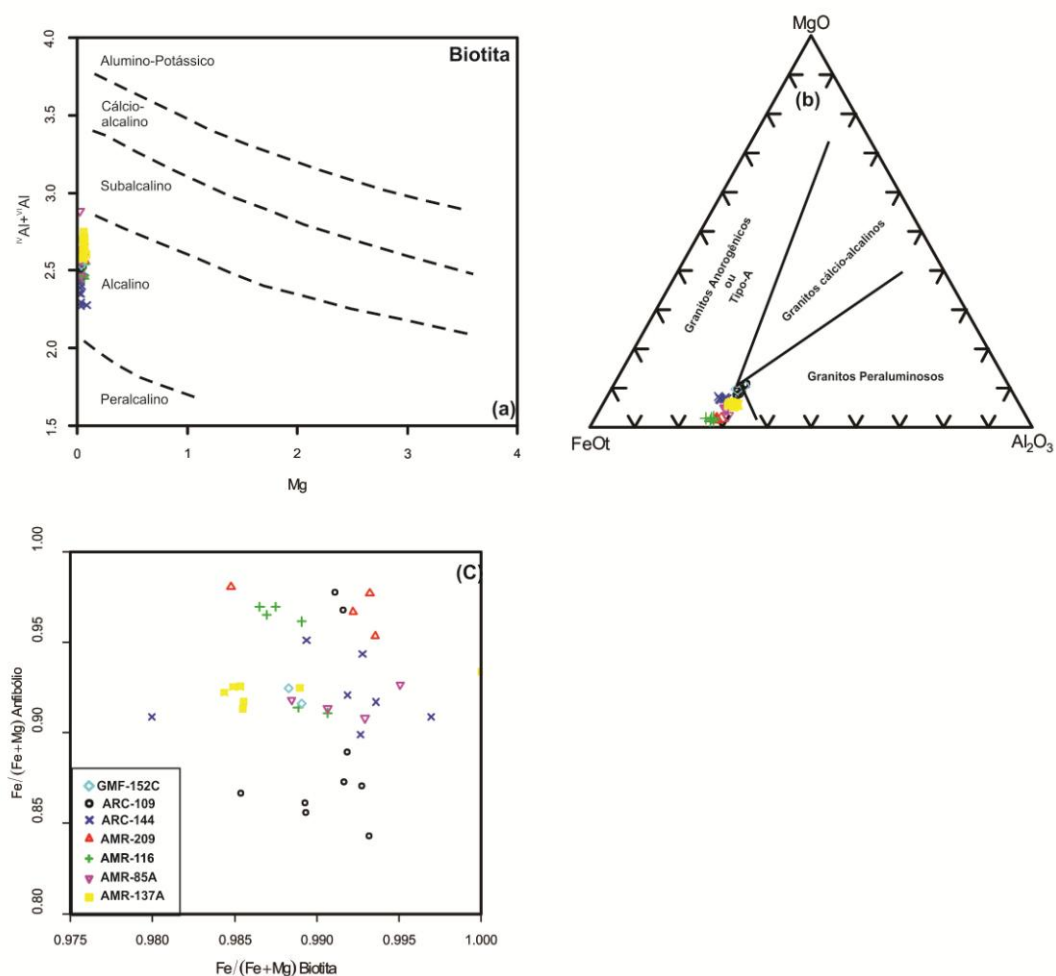 Biotita
Alumino-Potássico
Cálcio-
alcalino
Subalcalino
Alcalino
Peralcalino
(a)
4.0
3.5
3.0
2.5
2.0
1.5
ᴵⱽAl+ⱽᴵAl
0 1 2 3 4
Mg
MgO
(b)
Granitos Anorogênicos
ou
Tipo-A
Granitos cálcio-alcalinos
Granitos Peraluminosos
FeOt
Al₂O₃
(C)
1.00
0.95
0.90
0.85
0.80
Fe/(Fe+Mg) Anfibólio
GMF-152C
ARC-109
ARC-144
AMR-209
AMR-116
AMR-85A
AMR-137A
0.975 0.980 0.985 0.990 0.995 1.000
Fe/(Fe+Mg) Biotita